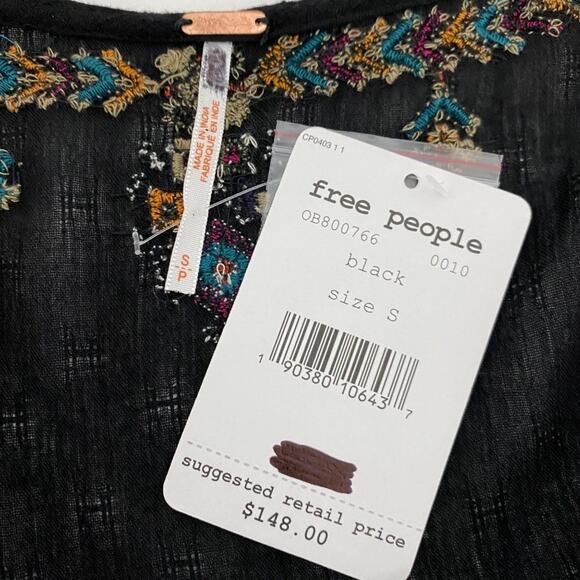 MADE IN INDIA
FABRIQUÉ EN INDE
S:P
CP0403 1 1
free people
OB800766 0010
black
size S
1 90380 10643 7
suggested retail price
$148.00